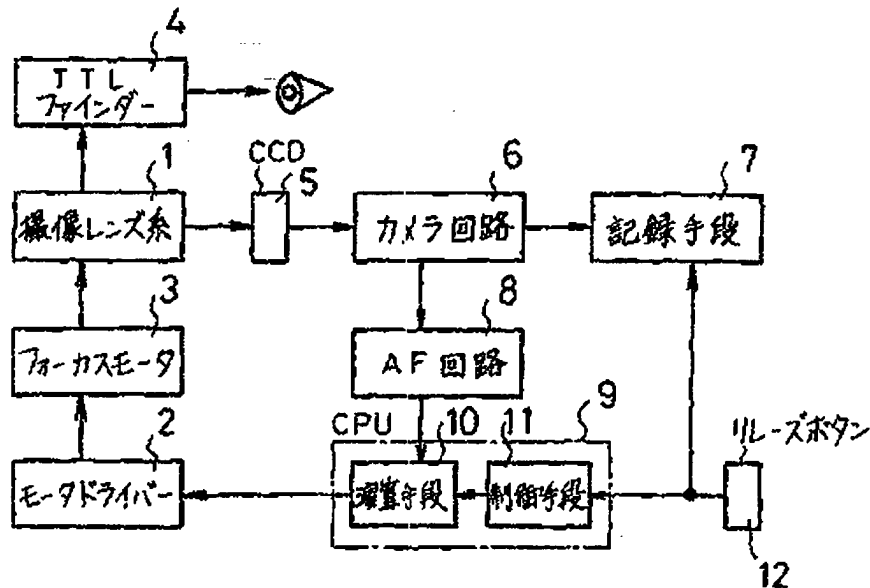 4
TTL
ファインダー
1
撮像レンズ系
CCD
5
6
カメラ回路
7
記録手段
3
フォーカスモータ
8
AF回路
2
モータドライバー
CPU
9
10
演算手段
11
制御手段
リレーズボタン
12